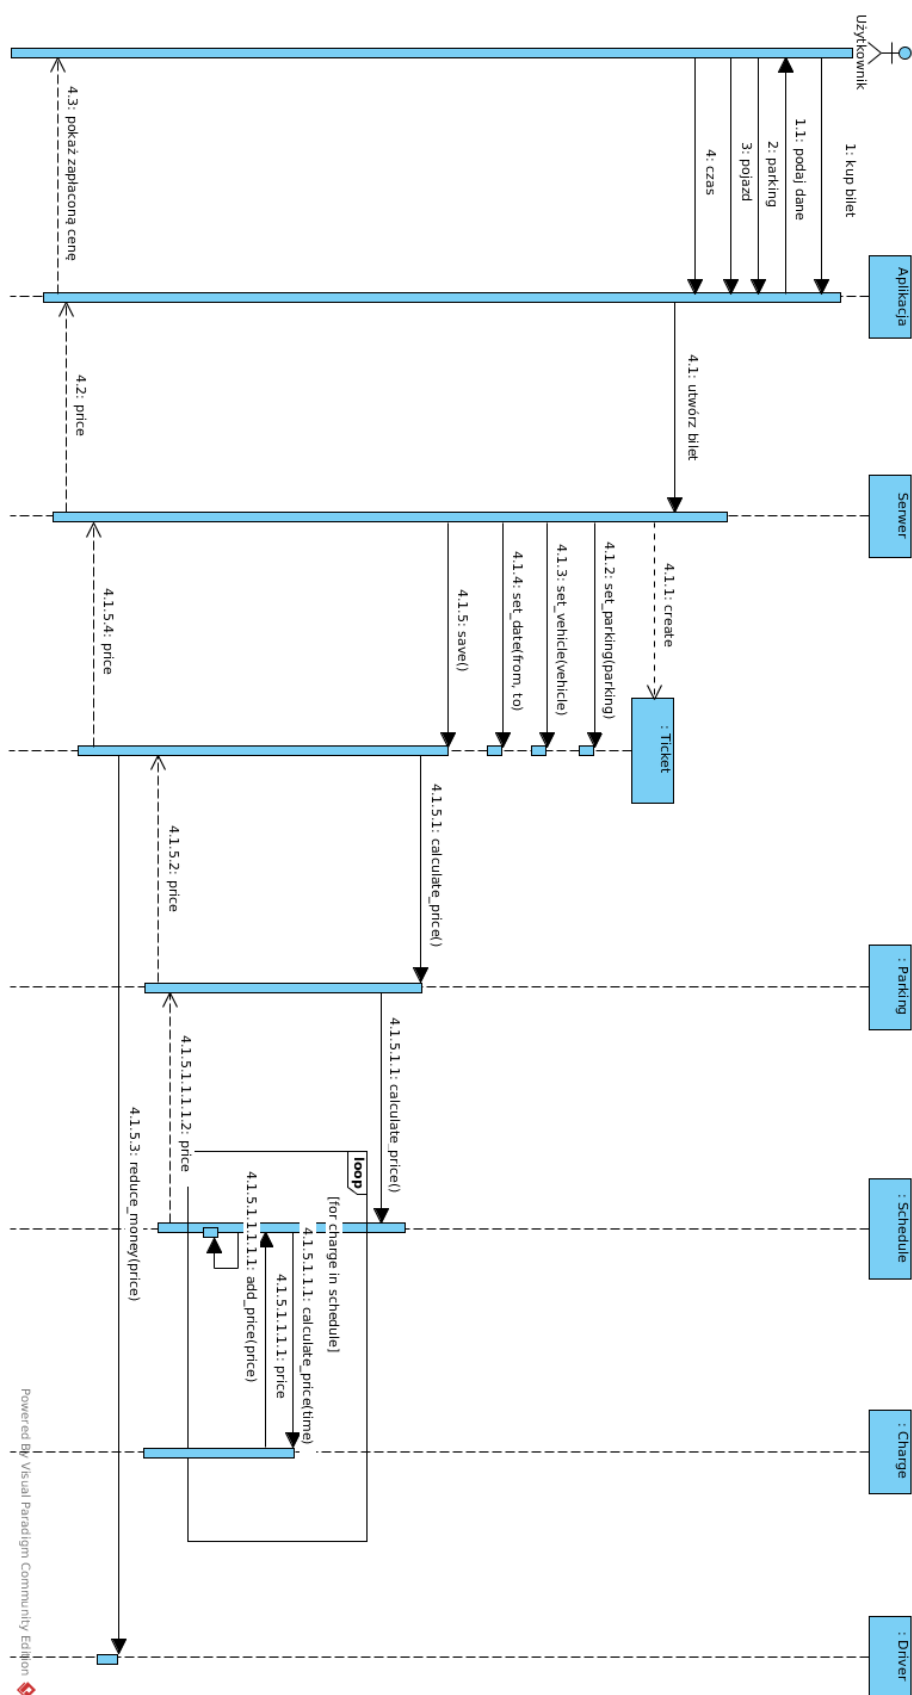 Użytkownik
Aplikacja
Serwer
: Ticket
: Parking
: Schedule
: Charge
: Driver
1: kup bilet
1.1: podaj dane
2: parking
3: pojazd
4: czas
4.1: utwórz bilet
4.1.1: create
4.1.2: set_parking(parking)
4.1.3: set_vehicle(vehicle)
4.1.4: set_date(from, to)
4.1.5: save()
4.1.5.1: calculate_price()
4.1.5.1.1: calculate_price()
loop
[for charge in schedule]
4.1.5.1.1.1: calculate_price(time)
4.1.5.1.1.1.1: price
4.1.5.1.1.1.1.1: add_price(price)
4.1.5.1.1.1.1.2: price
4.1.5.2: price
4.1.5.3: reduce_money(price)
4.1.5.4: price
4.2: price
4.3: pokaż zapłaconą cenę
Powered By Visual Paradigm Community Edition